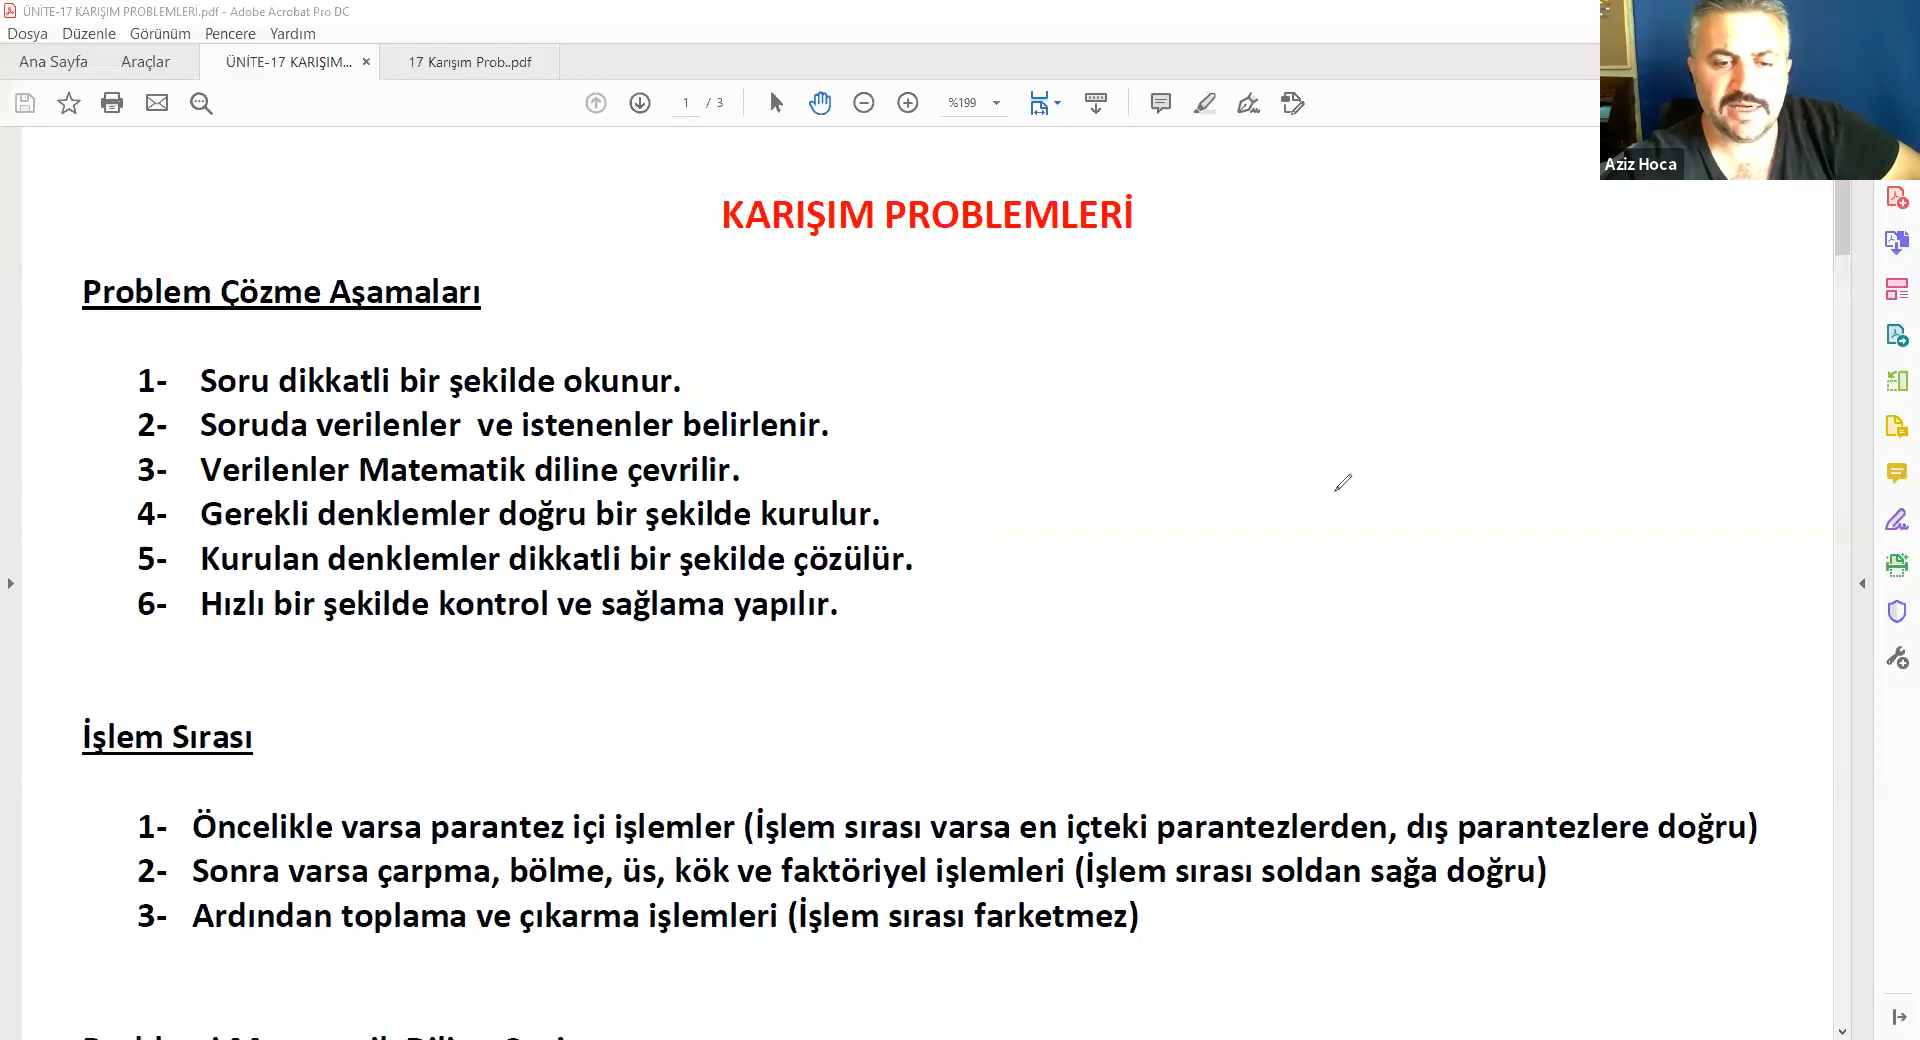 ÜNİTE-17 KARIŞIM PROBLEMLERİ.pdf - Adobe Acrobat Pro DC
Dosya Düzenle Görünüm Pencere Yardım
Ana Sayfa Araçlar ÜNİTE-17 KARIŞIM... × 17 Karışım Prob..pdf
1 / 3 %199
Aziz Hoca
KARIŞIM PROBLEMLERİ
Problem Çözme Aşamaları
1- Soru dikkatli bir şekilde okunur.
2- Soruda verilenler ve istenenler belirlenir.
3- Verilenler Matematik diline çevrilir.
4- Gerekli denklemler doğru bir şekilde kurulur.
5- Kurulan denklemler dikkatli bir şekilde çözülür.
6- Hızlı bir şekilde kontrol ve sağlama yapılır.
İşlem Sırası
1- Öncelikle varsa parantez içi işlemler (İşlem sırası varsa en içteki parantezlerden, dış parantezlere doğru)
2- Sonra varsa çarpma, bölme, üs, kök ve faktöriyel işlemleri (İşlem sırası soldan sağa doğru)
3- Ardından toplama ve çıkarma işlemleri (İşlem sırası farketmez)